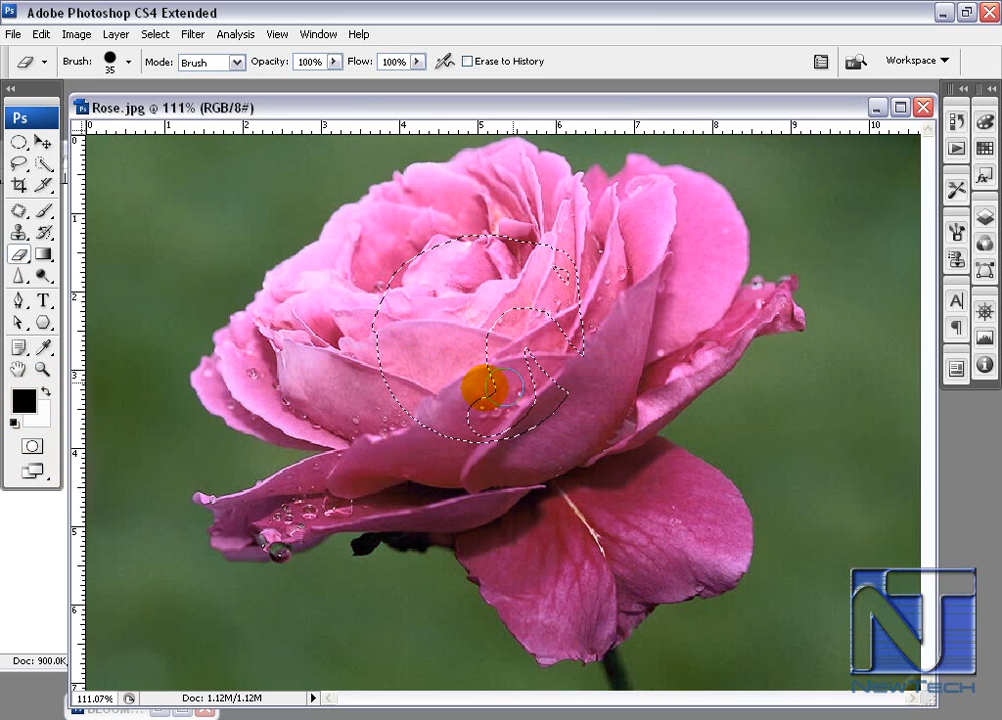 Ps Adobe Photoshop CS4 Extended
File Edit Image Layer Select Filter Analysis View Window Help
Brush: 35 Mode: Brush Opacity: 100% Flow: 100% Erase to History Workspace
Ps
Rose.jpg @ 111% (RGB/8#)
0 1 2 3 4 5 6 7 8 9 10
0
1
2
3
4
5
6
7
T
A
Doc: 900.0K
111.07% Doc: 1.12M/1.12M
NT
NEWTECH